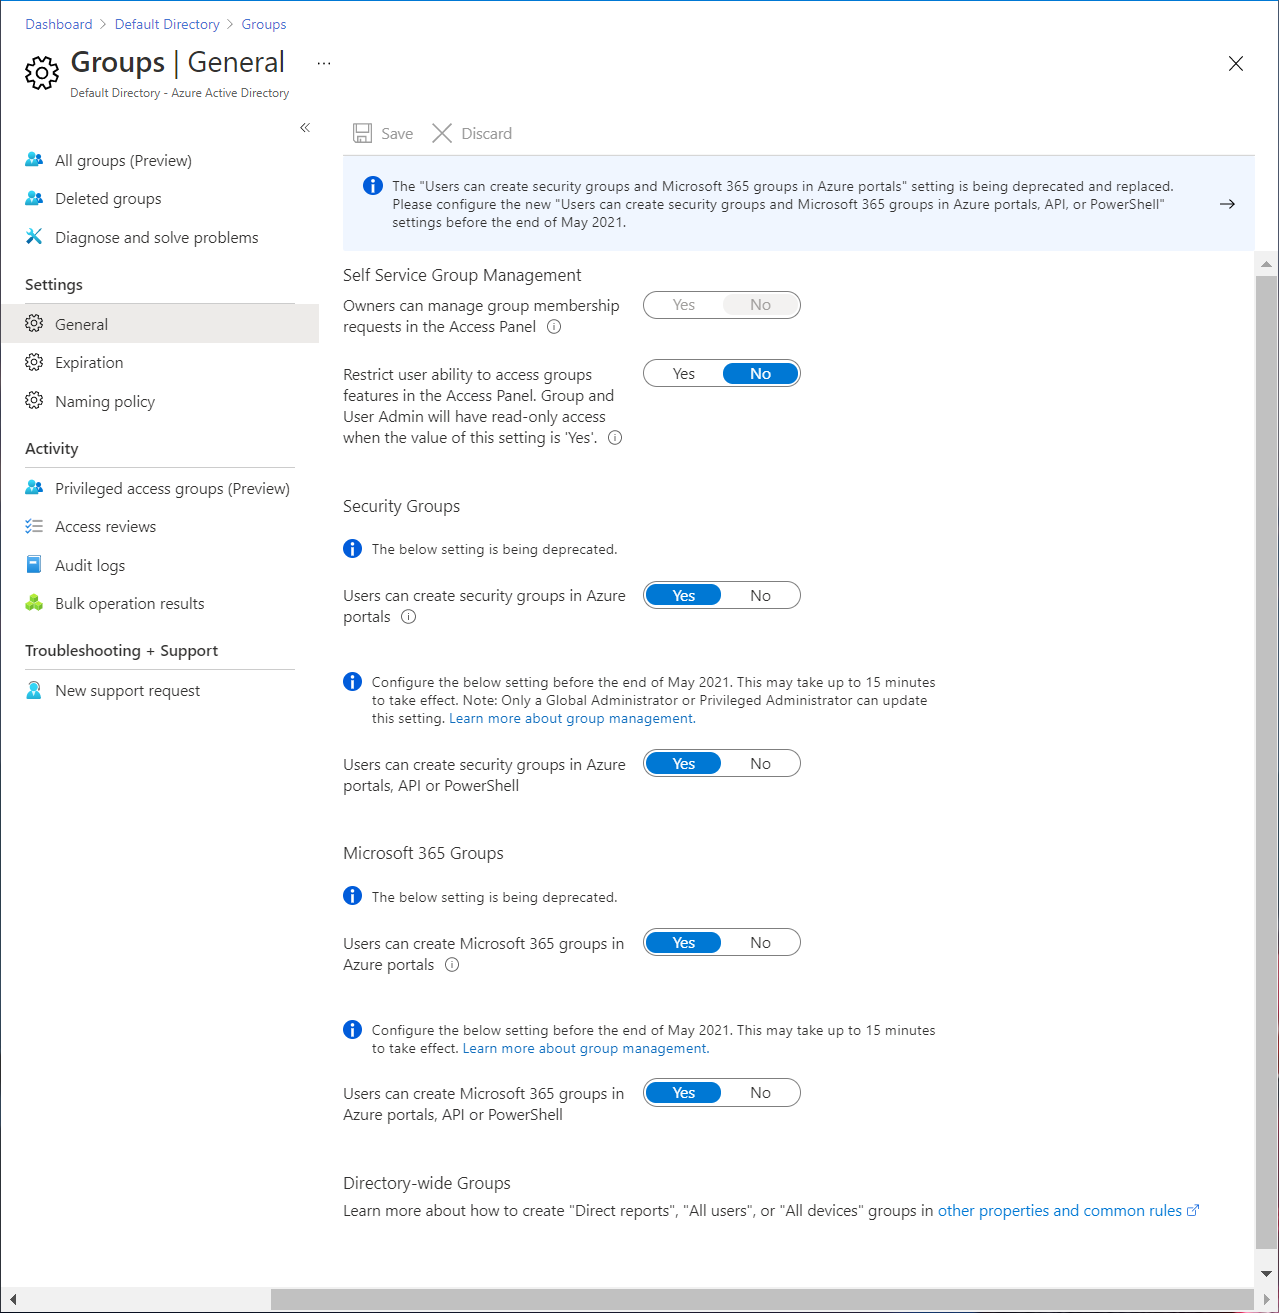 Dashboard > Default Directory > Groups
Groups | General ...
Default Directory - Azure Active Directory
«
All groups (Preview)
Deleted groups
Diagnose and solve problems
Settings
General
Expiration
Naming policy
Activity
Privileged access groups (Preview)
Access reviews
Audit logs
Bulk operation results
Troubleshooting + Support
New support request
Save Discard
The "Users can create security groups and Microsoft 365 groups in Azure portals" setting is being deprecated and replaced.
Please configure the new "Users can create security groups and Microsoft 365 groups in Azure portals, API, or PowerShell"
settings before the end of May 2021.
Self Service Group Management
Owners can manage group membership
requests in the Access Panel
Yes No
Restrict user ability to access groups
features in the Access Panel. Group and
User Admin will have read-only access
when the value of this setting is 'Yes'.
Yes No
Security Groups
The below setting is being deprecated.
Users can create security groups in Azure
portals
Yes No
Configure the below setting before the end of May 2021. This may take up to 15 minutes
to take effect. Note: Only a Global Administrator or Privileged Administrator can update
this setting. Learn more about group management.
Users can create security groups in Azure
portals, API or PowerShell
Yes No
Microsoft 365 Groups
The below setting is being deprecated.
Users can create Microsoft 365 groups in
Azure portals
Yes No
Configure the below setting before the end of May 2021. This may take up to 15 minutes
to take effect. Learn more about group management.
Users can create Microsoft 365 groups in
Azure portals, API or PowerShell
Yes No
Directory-wide Groups
Learn more about how to create "Direct reports", "All users", or "All devices" groups in other properties and common rules